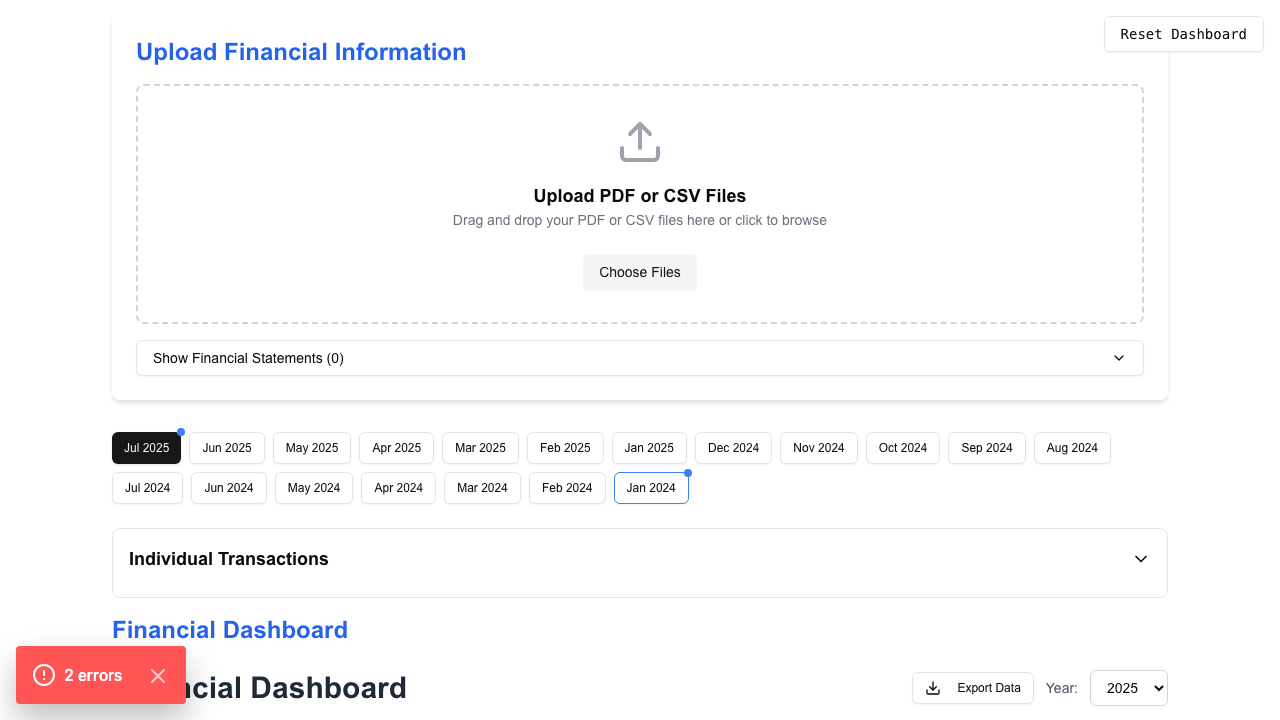 Reset Dashboard
Upload Financial Information
Upload PDF or CSV Files
Drag and drop your PDF or CSV files here or click to browse
Choose Files
Show Financial Statements (0)
Jul 2025 Jun 2025 May 2025 Apr 2025 Mar 2025 Feb 2025 Jan 2025 Dec 2024 Nov 2024 Oct 2024 Sep 2024 Aug 2024
Jul 2024 Jun 2024 May 2024 Apr 2024 Mar 2024 Feb 2024 Jan 2024
Individual Transactions
Financial Dashboard
2 errors
ncial Dashboard
Export Data
Year: 2025